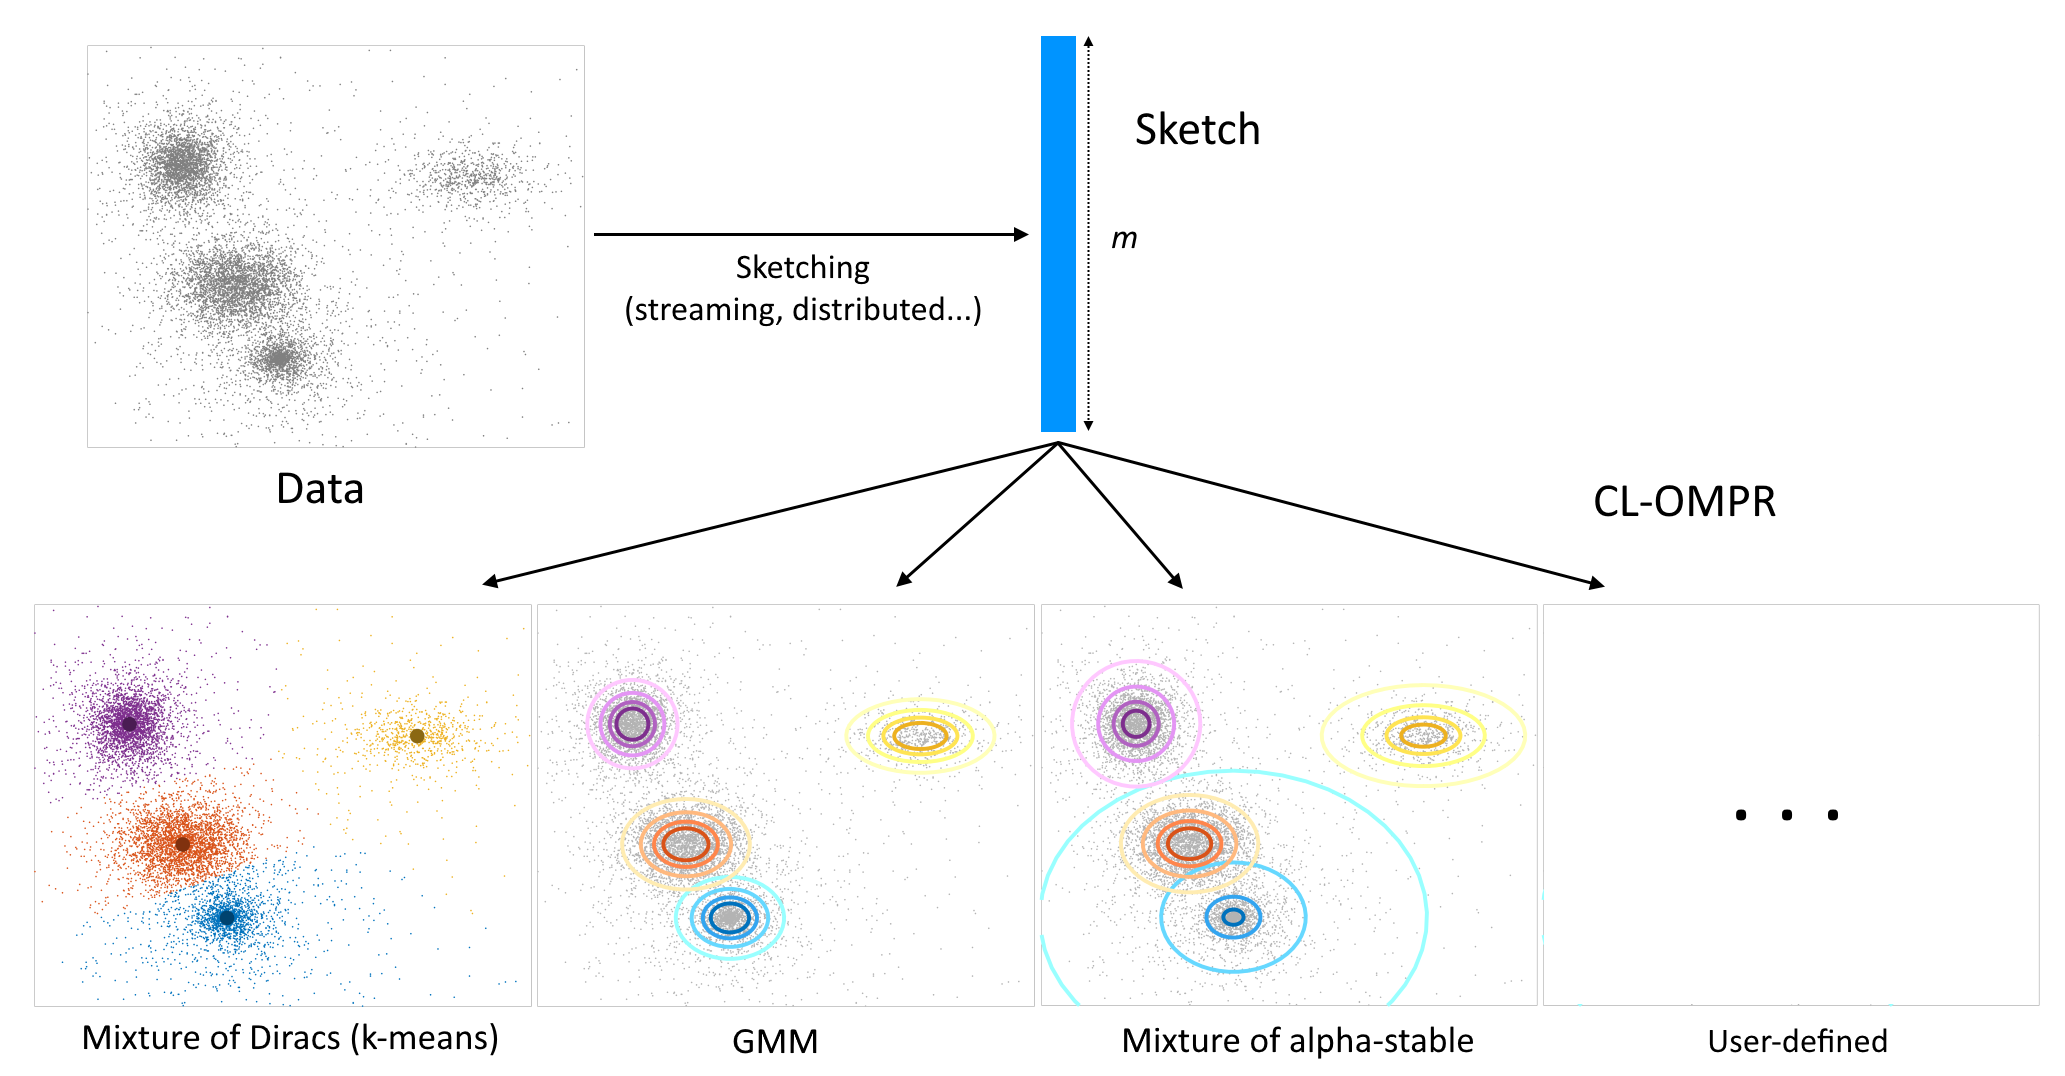 Sketch
m
Sketching
(streaming, distributed...)
Data
CL-OMPR
Mixture of Diracs (k-means)
GMM
Mixture of alpha-stable
User-defined